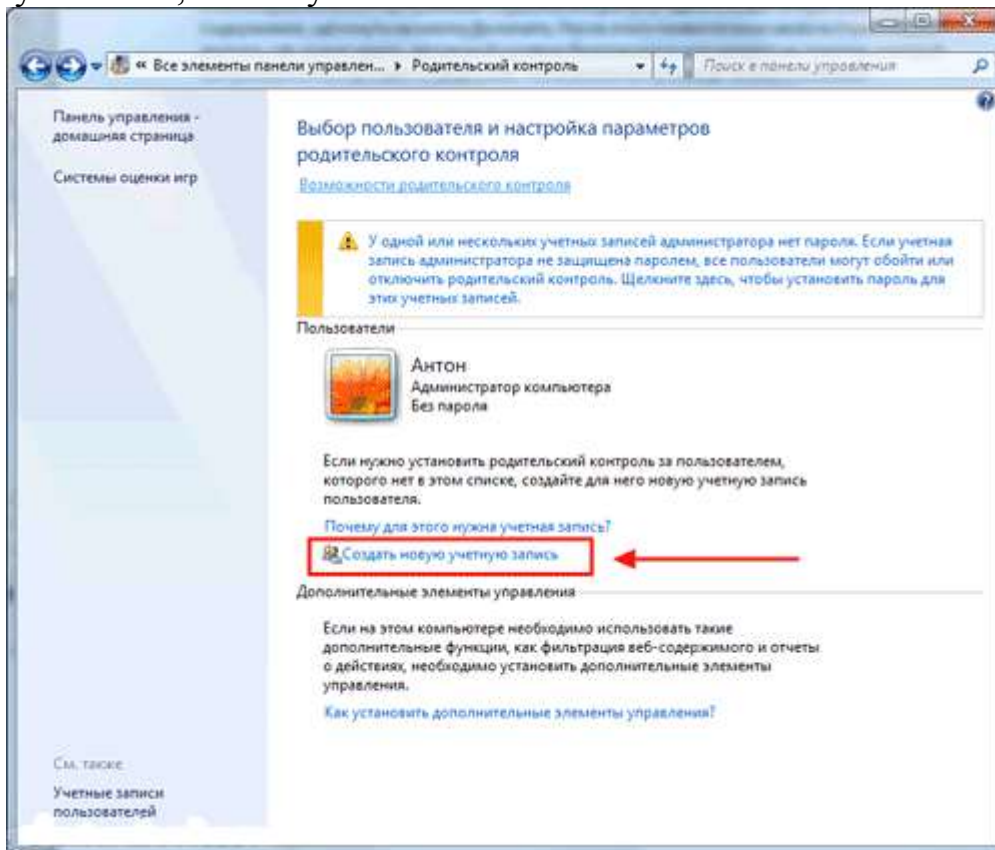 « Все элементы панели управлен... ▸ Родительский контроль
Поиск в панели управления
Панель управления -
домашняя страница
Системы оценки игр
Выбор пользователя и настройка параметров
родительского контроля
Возможности родительского контроля
У одной или нескольких учетных записей администратора нет пароля. Если учетная
запись администратора не защищена паролем, все пользователи могут обойти или
отключить родительский контроль. Щелкните здесь, чтобы установить пароль для
этих учетных записей.
Пользователи
Антон
Администратор компьютера
Без пароля
Если нужно установить родительский контроль за пользователем,
которого нет в этом списке, создайте для него новую учетную запись
пользователя.
Почему для этого нужна учетная запись?
Создать новую учетную запись
Дополнительные элементы управления
Если на этом компьютере необходимо использовать такие
дополнительные функции, как фильтрация веб-содержимого и отчеты
о действиях, необходимо установить дополнительные элементы
управления.
Как установить дополнительные элементы управления?
См. также
Учетные записи
пользователей